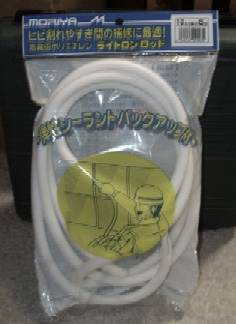 MORIYA M
ヒビ割れやすき間の補修に最適!
高発泡ポリエチレン ライトロンロッド
シーラントバックアップ材